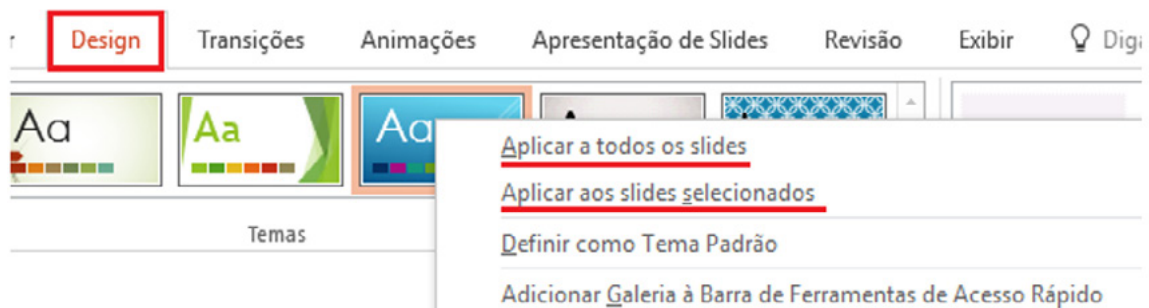 Design Transições Animações Apresentação de Slides Revisão Exibir
Aa Aa Aa
Aplicar a todos os slides
Aplicar aos slides selecionados
Temas
Definir como Tema Padrão
Adicionar Galeria à Barra de Ferramentas de Acesso Rápido